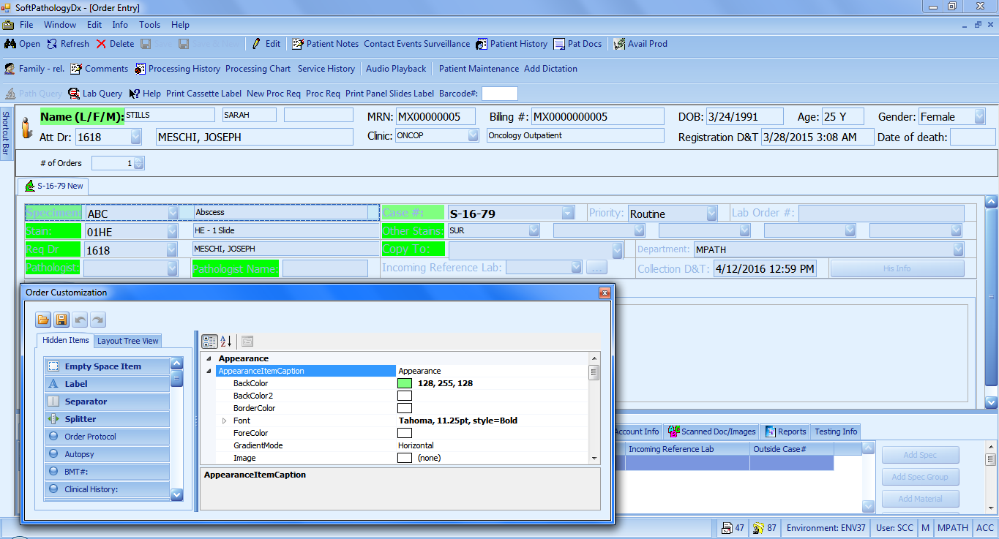 SoftPathologyDx - [Order Entry]
File Window Edit Info Tools Help
Open Refresh Delete Save Edit Patient Notes Contact Events Surveillance Patient History Pat Docs Avail Prod
Family - rel. Comments Processing History Processing Chart Service History Audio Playback Patient Maintenance Add Dictation
Path Query Lab Query Help Print Cassette Label New Proc Req Proc Req Print Panel Slides Label Barcode#:
Shortcut Bar
Name (L/F/M): STILLS SARAH MRN: MX00000005 Billing #: MX0000000005 DOB: 3/24/1991 Age: 25 Y Gender: Female
Att Dr: 1618 MESCHI, JOSEPH Clinic: ONCOP Oncology Outpatient Registration D&T 3/28/2015 3:08 AM Date of death:
# of Orders 1
S-16-79 New
Specimen: ABC Abscess Case #: S-16-79 Priority: Routine Lab Order #:
Stain: 01HE HE - 1 Slide Other Stains: SUR
Req Dr 1618 MESCHI, JOSEPH Copy To: Department: MPATH
Pathologist: Pathologist Name: Incoming Reference Lab: ... Collection D&T: 4/12/2016 12:59 PM His Info
Order Customization
Hidden Items Layout Tree View
Empty Space Item
Label
Separator
Splitter
Order Protocol
Autopsy
BMT#:
Clinical History:
Appearance
AppearanceItemCaption Appearance
BackColor 128, 255, 128
BackColor2
BorderColor
Font Tahoma, 11.25pt, style=Bold
ForeColor
GradientMode Horizontal
Image (none)
AppearanceItemCaption
Account Info Scanned Doc/Images Reports Testing Info
Incoming Reference Lab Outside Case#
Add Spec
Add Spec Group
Add Material
47 87 Environment: ENV37 User: SCC M MPATH ACC